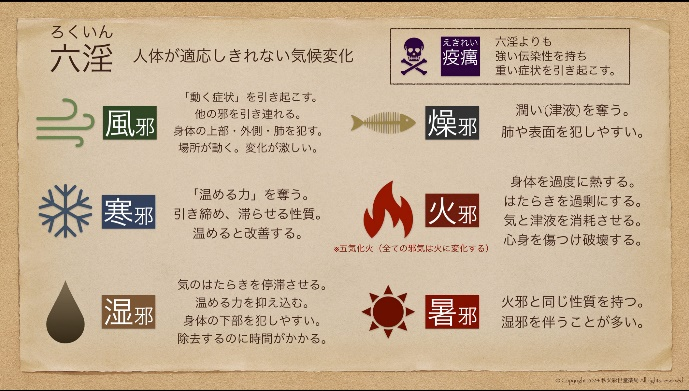 ろくいん
六淫
人体が適応しきれない気候変化
えきれい
疫癘
六淫よりも
強い伝染性を持ち
重い症状を引き起こす。
風邪
「動く症状」を引き起こす。
他の邪を引き連れる。
身体の上部・外側・肺を犯す。
場所が動く。変化が激しい。
燥邪
潤い(津液)を奪う。
肺や表面を犯しやすい。
寒邪
「温める力」を奪う。
引き締め、滞らせる性質。
温めると改善する。
火邪
身体を過度に熱する。
はたらきを過剰にする。
気と津液を消耗させる。
心身を傷つけ破壊する。
※五気化火(全ての邪気は火に変化する)
湿邪
気のはたらきを停滞させる。
温める力を抑え込む。
身体の下部を犯しやすい。
除去するのに時間がかかる。
暑邪
火邪と同じ性質を持つ。
湿邪を伴うことが多い。